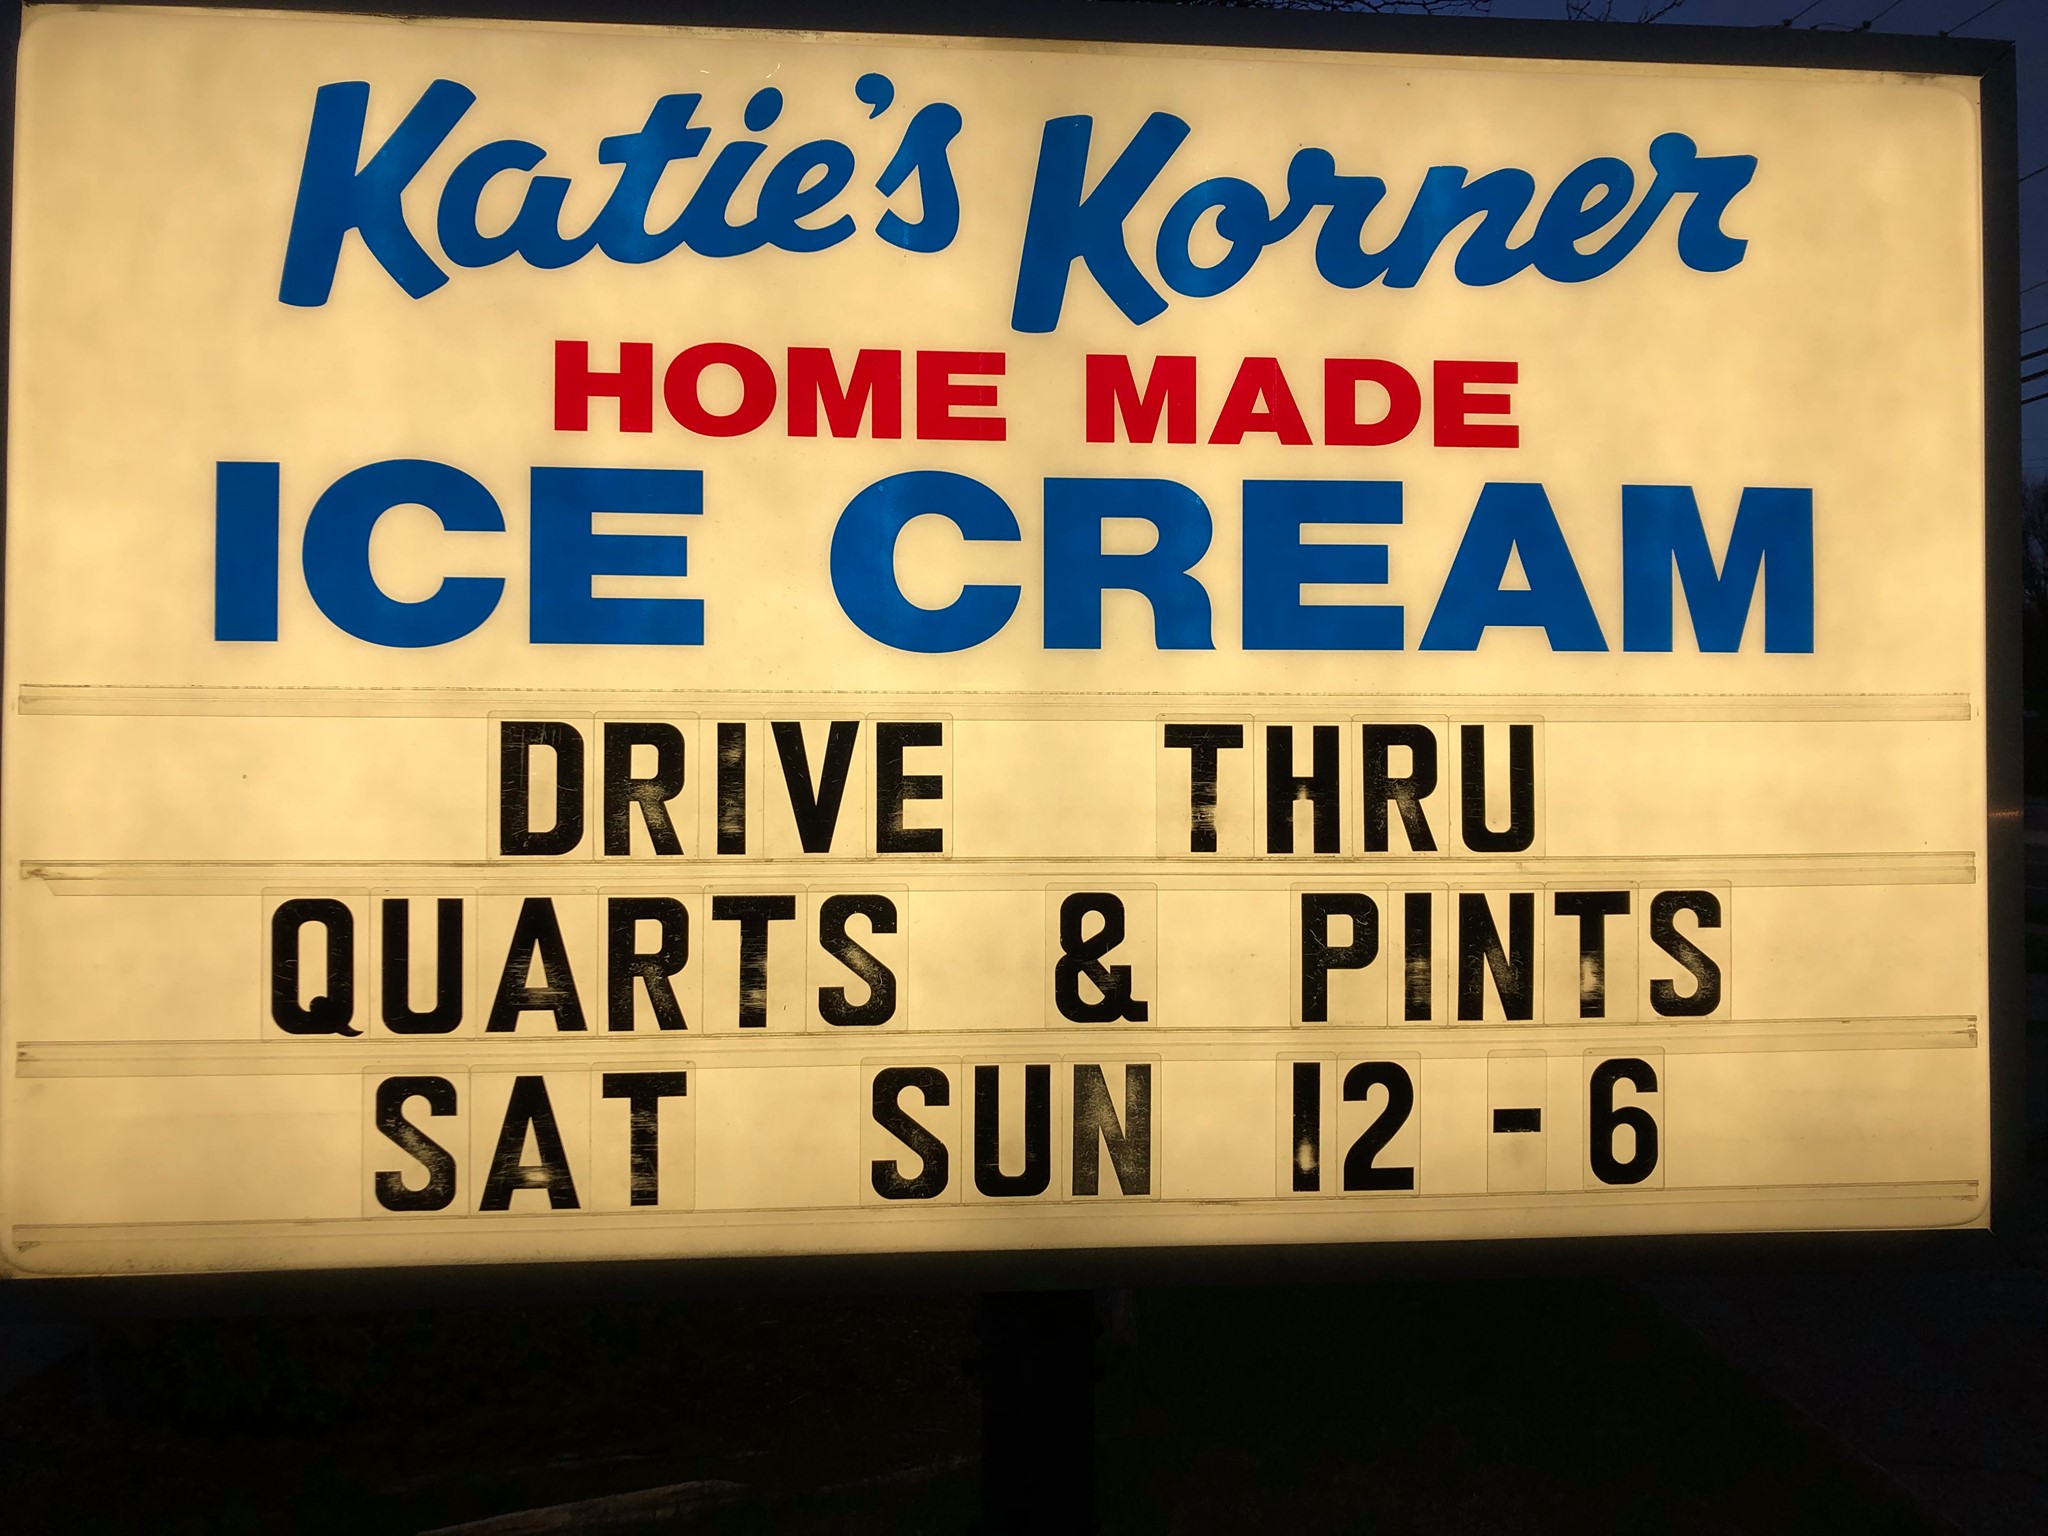 Katie's Korner
HOME MADE
ICE CREAM
DRIVE THRU
QUARTS & PINTS
SAT SUN 12 - 6